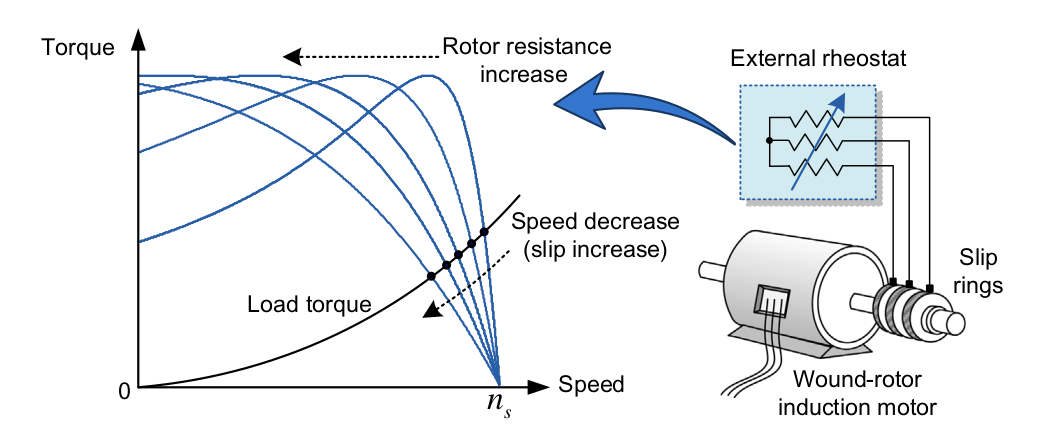 Torque
Rotor resistance
increase
External rheostat
Speed decrease
(slip increase)
Load torque
Slip
rings
0
Speed
n_s
Wound-rotor
induction motor